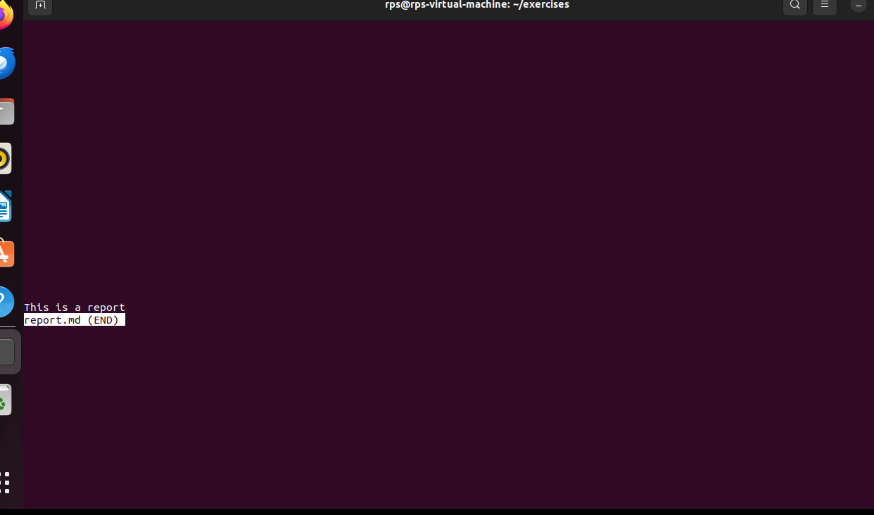 rps@rps-virtual-machine: ~/exercises
This is a report
report.md (END)